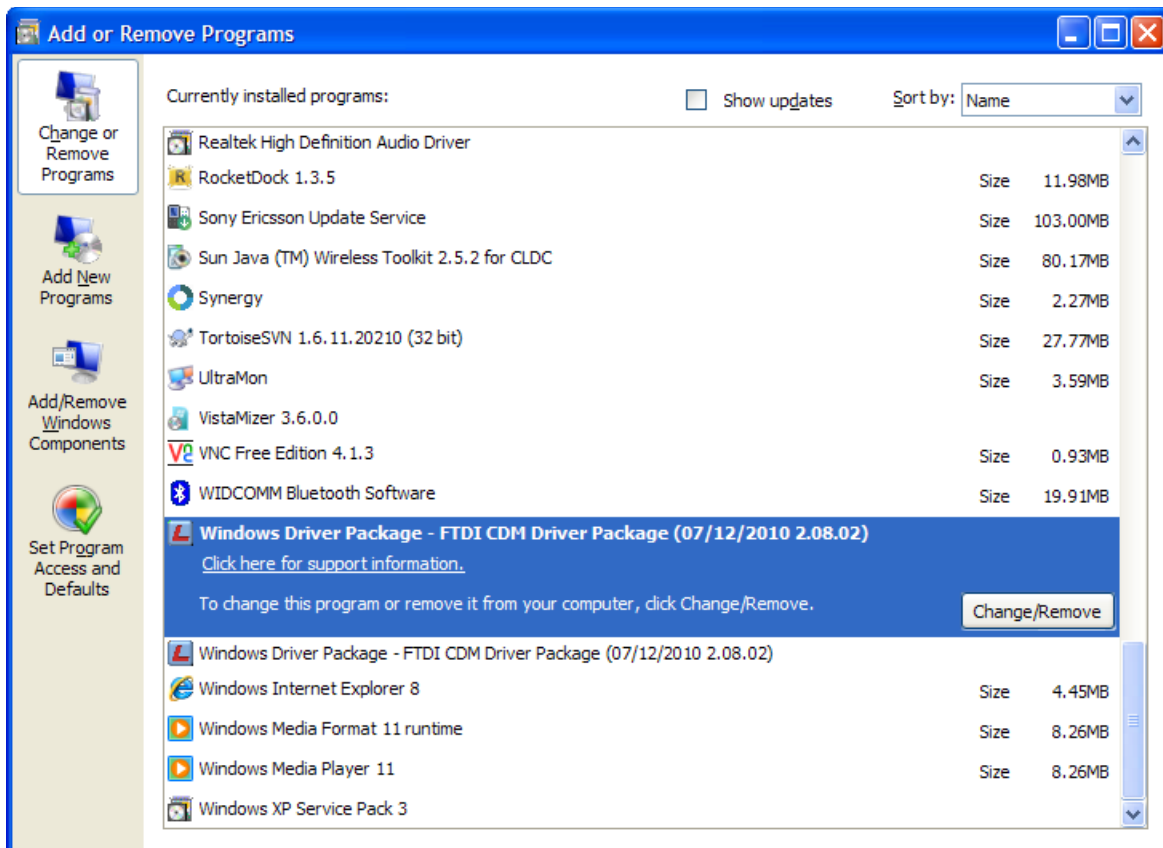 Add or Remove Programs
Change or
Remove
Programs
Add New
Programs
Add/Remove
Windows
Components
Set Program
Access and
Defaults
Currently installed programs: Show updates Sort by: Name
Realtek High Definition Audio Driver
RocketDock 1.3.5 Size 11.98MB
Sony Ericsson Update Service Size 103.00MB
Sun Java (TM) Wireless Toolkit 2.5.2 for CLDC Size 80.17MB
Synergy Size 2.27MB
TortoiseSVN 1.6.11.20210 (32 bit) Size 27.77MB
UltraMon Size 3.59MB
VistaMizer 3.6.0.0
VNC Free Edition 4.1.3 Size 0.93MB
WIDCOMM Bluetooth Software Size 19.91MB
Windows Driver Package - FTDI CDM Driver Package (07/12/2010 2.08.02)
Click here for support information.
To change this program or remove it from your computer, click Change/Remove. Change/Remove
Windows Driver Package - FTDI CDM Driver Package (07/12/2010 2.08.02)
Windows Internet Explorer 8 Size 4.45MB
Windows Media Format 11 runtime Size 8.26MB
Windows Media Player 11 Size 8.26MB
Windows XP Service Pack 3